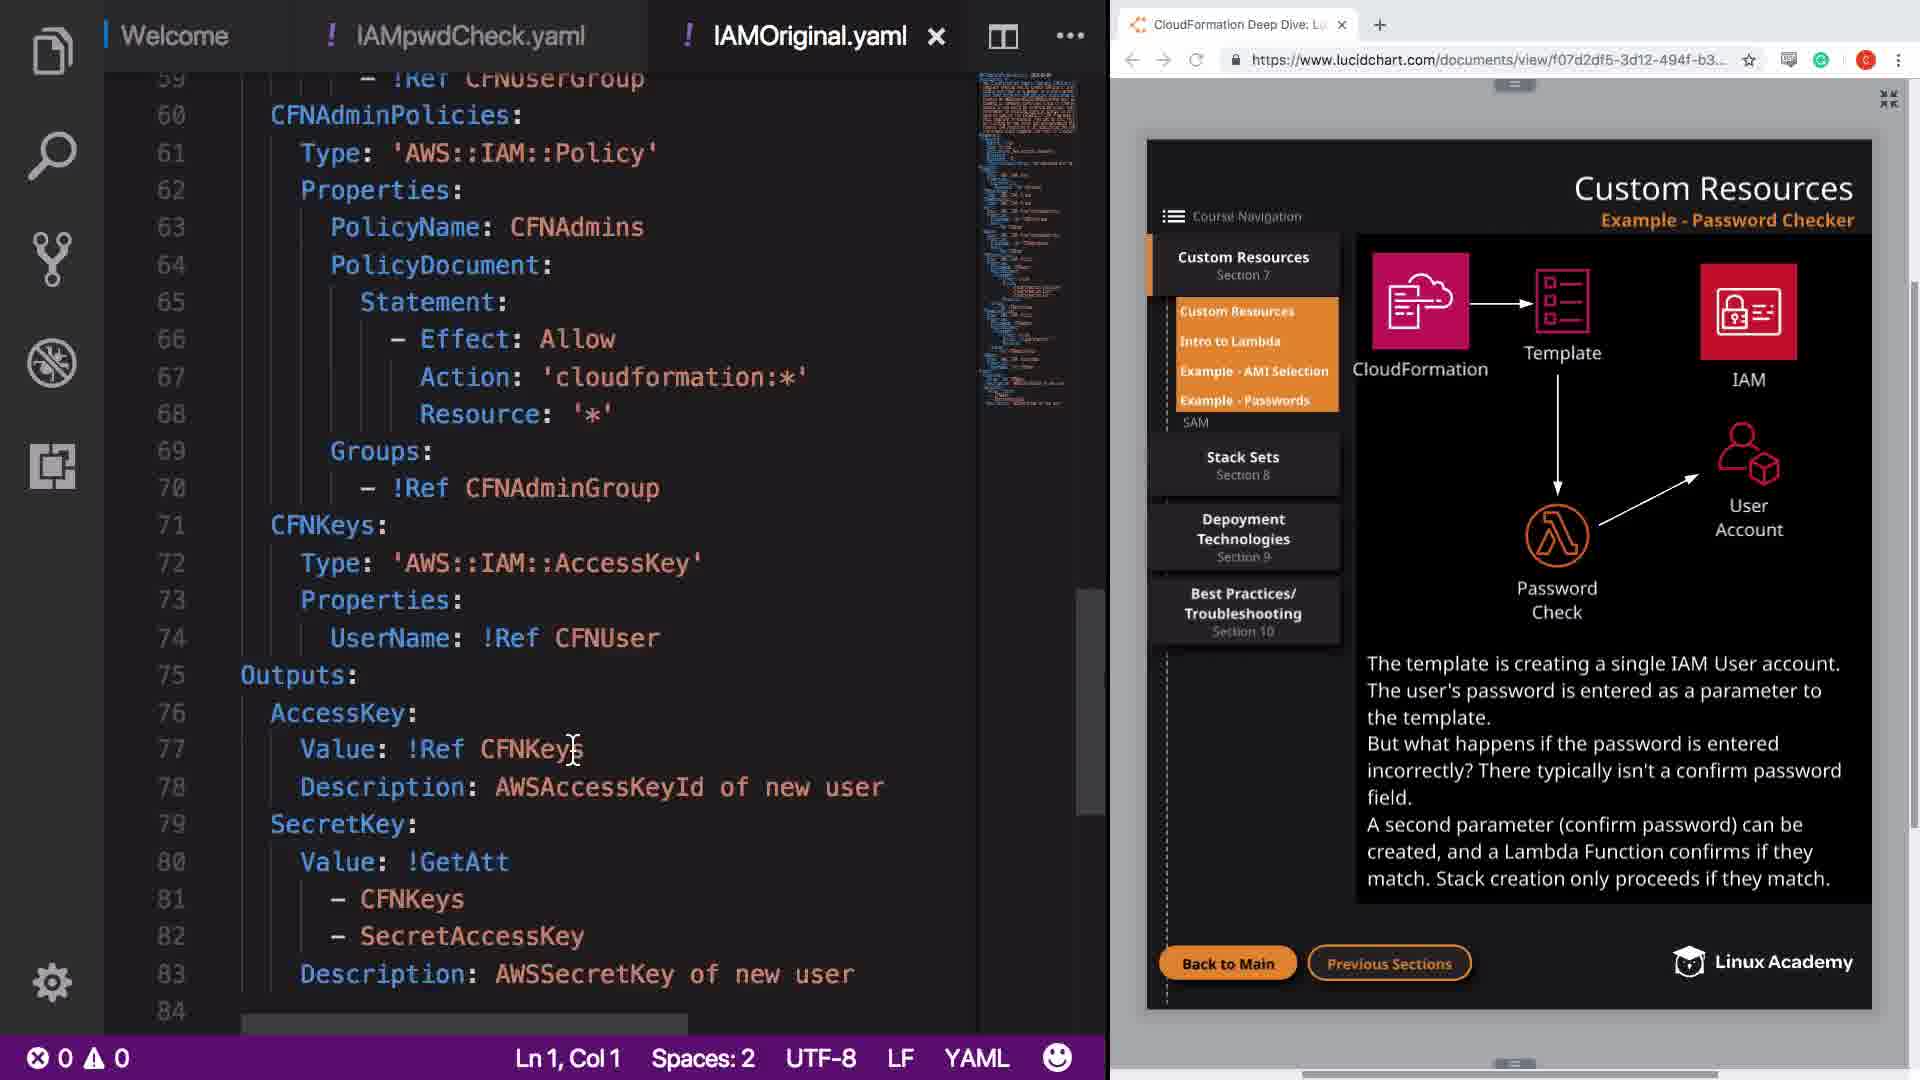 Welcome
! IAMpwdCheck.yaml
! IAMOriginal.yaml
59 - !Ref CFNUserGroup
60 CFNAdminPolicies:
61 Type: 'AWS::IAM::Policy'
62 Properties:
63 PolicyName: CFNAdmins
64 PolicyDocument:
65 Statement:
66 - Effect: Allow
67 Action: 'cloudformation:*'
68 Resource: '*'
69 Groups:
70 - !Ref CFNAdminGroup
71 CFNKeys:
72 Type: 'AWS::IAM::AccessKey'
73 Properties:
74 UserName: !Ref CFNUser
75 Outputs:
76 AccessKey:
77 Value: !Ref CFNKeys
78 Description: AWSAccessKeyId of new user
79 SecretKey:
80 Value: !GetAtt
81 - CFNKeys
82 - SecretAccessKey
83 Description: AWSSecretKey of new user
84
0 0
Ln 1, Col 1
Spaces: 2
UTF-8
LF
YAML
CloudFormation Deep Dive: Lu
https://www.lucidchart.com/documents/view/f07d2df5-3d12-494f-b3...
C
Custom Resources
Example - Password Checker
Course Navigation
Custom Resources
Section 7
Custom Resources
Intro to Lambda
Example - AMI Selection
Example - Passwords
SAM
Stack Sets
Section 8
Depoyment
Technologies
Section 9
Best Practices/
Troubleshooting
Section 10
CloudFormation
Template
IAM
User
Account
Password
Check
The template is creating a single IAM User account.
The user's password is entered as a parameter to
the template.
But what happens if the password is entered
incorrectly? There typically isn't a confirm password
field.
A second parameter (confirm password) can be
created, and a Lambda Function confirms if they
match. Stack creation only proceeds if they match.
Back to Main
Previous Sections
Linux Academy